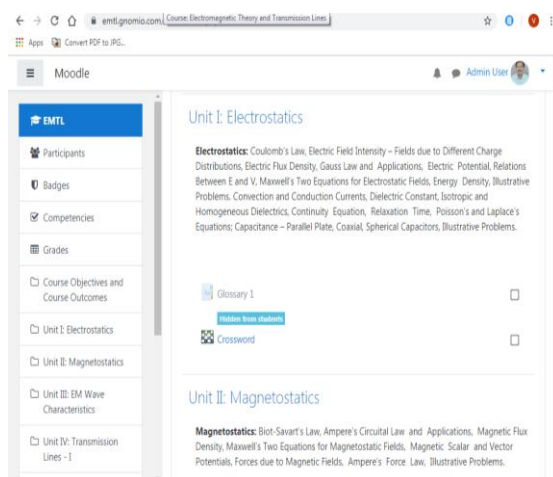 emtl.gnomio.com/
Course: Electromagnetic Theory and Transmission Lines
Apps
Convert PDF to JPG...
Moodle
Admin User
EMTL
Participants
Badges
Competencies
Grades
Course Objectives and
Course Outcomes
Unit I: Electrostatics
Unit II: Magnetostatics
Unit III: EM Wave
Characteristics
Unit IV: Transmission
Lines - I
Unit I: Electrostatics
Electrostatics: Coulomb's Law, Electric Field Intensity – Fields due to Different Charge
Distributions, Electric Flux Density, Gauss Law and Applications, Electric Potential, Relations
Between E and V, Maxwell's Two Equations for Electrostatic Fields, Energy Density, Illustrative
Problems. Convection and Conduction Currents, Dielectric Constant, Isotropic and
Homogeneous Dielectrics, Continuity Equation, Relaxation Time, Poisson's and Laplace's
Equations; Capacitance – Parallel Plate, Coaxial, Spherical Capacitors, Illustrative Problems.
Glossary 1
Hidden from students
Crossword
Unit II: Magnetostatics
Magnetostatics: Biot-Savart's Law, Ampere's Circuital Law and Applications, Magnetic Flux
Density, Maxwell's Two Equations for Magnetostatic Fields, Magnetic Scalar and Vector
Potentials, Forces due to Magnetic Fields, Ampere's Force Law, Illustrative Problems.